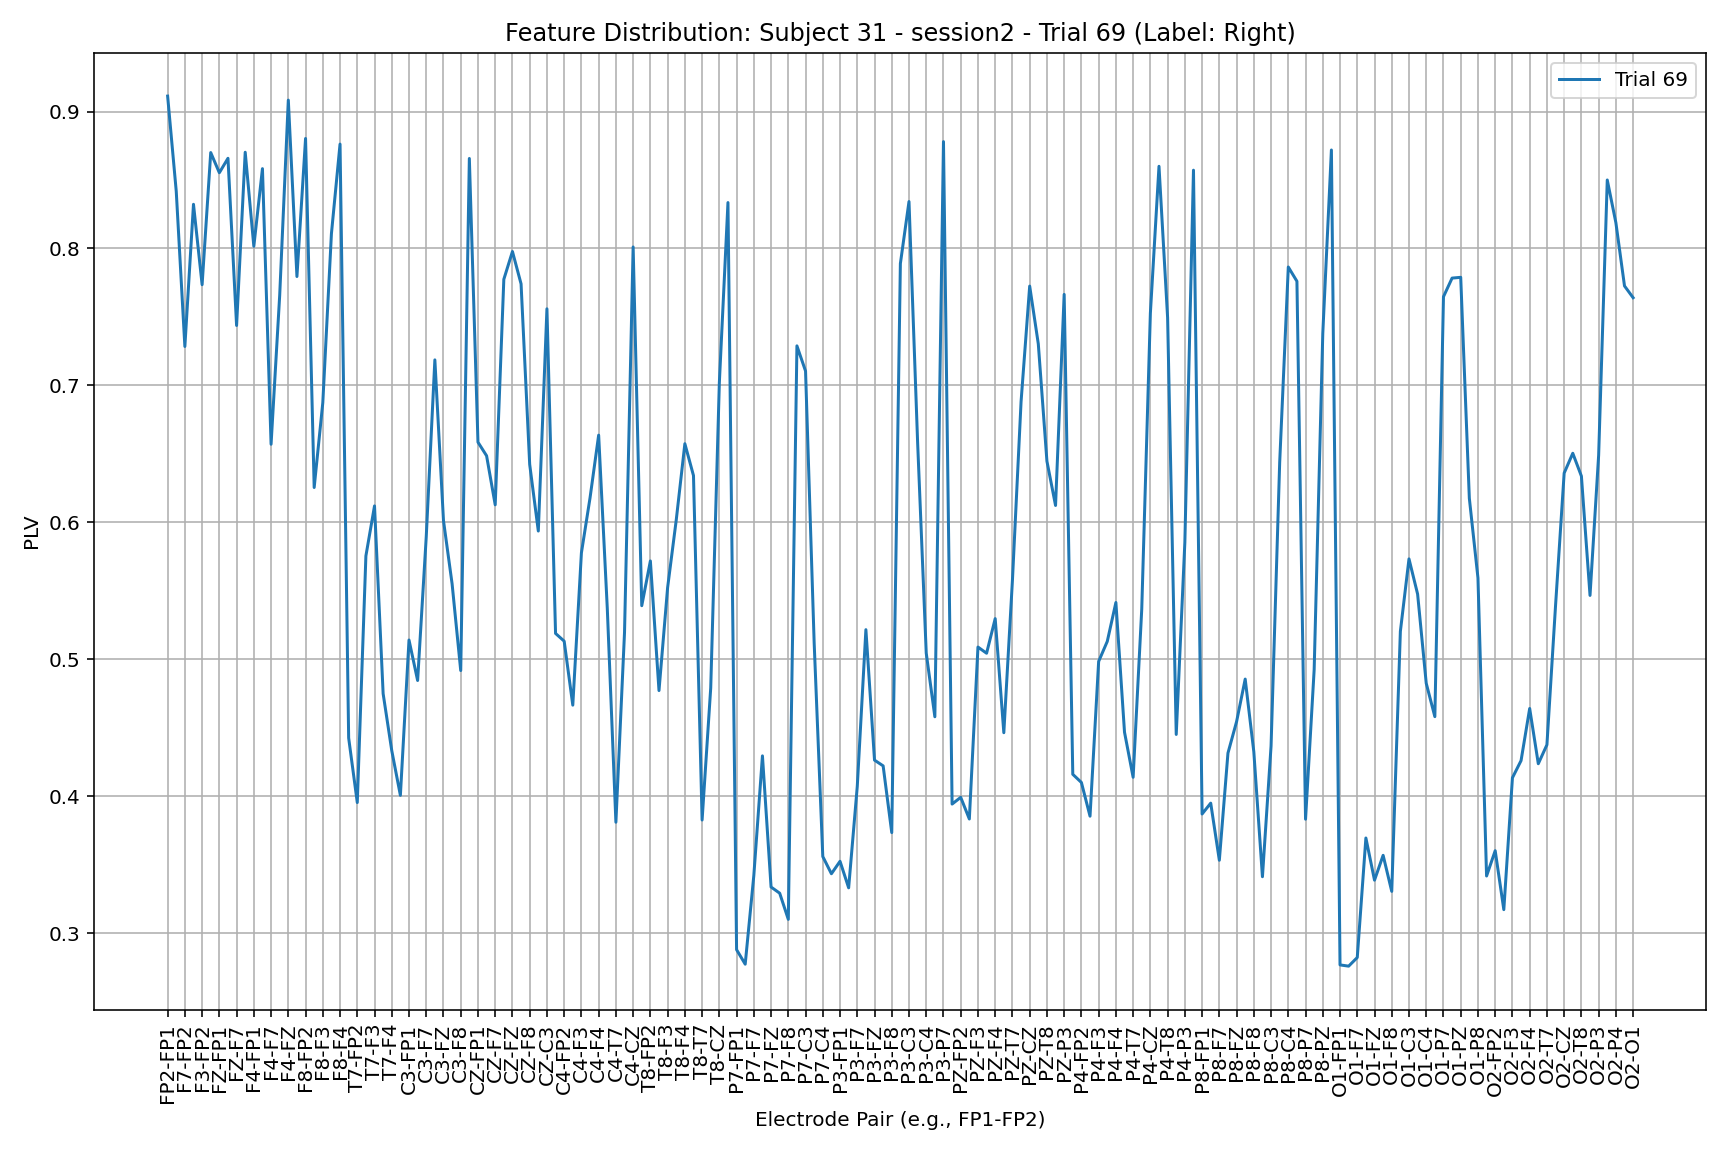 Feature Distribution: Subject 31 - session2 - Trial 69 (Label: Right)
Trial 69
PLV
0.9
0.8
0.7
0.6
0.5
0.4
0.3
FP2-FP1
F7-FP2
F3-FP2
FZ-FP1
FZ-F7
F4-FP1
F4-F7
F4-FZ
F8-FP2
F8-F3
F8-F4
T7-FP2
T7-F3
T7-F4
C3-FP1
C3-F7
C3-FZ
C3-F8
CZ-FP1
CZ-F7
CZ-FZ
CZ-F8
CZ-C3
C4-FP2
C4-F3
C4-F4
C4-T7
C4-CZ
T8-FP2
T8-F3
T8-F4
T8-T7
T8-CZ
P7-FP1
P7-F7
P7-FZ
P7-F8
P7-C3
P7-C4
P3-FP1
P3-F7
P3-FZ
P3-F8
P3-C3
P3-C4
P3-P7
PZ-FP2
PZ-F3
PZ-F4
PZ-T7
PZ-CZ
PZ-T8
PZ-P3
P4-FP2
P4-F3
P4-F4
P4-T7
P4-CZ
P4-T8
P4-P3
P8-FP1
P8-F7
P8-FZ
P8-F8
P8-C3
P8-C4
P8-P7
P8-PZ
O1-FP1
O1-F7
O1-FZ
O1-F8
O1-C3
O1-C4
O1-P7
O1-PZ
O1-P8
O2-FP2
O2-F3
O2-F4
O2-T7
O2-CZ
O2-T8
O2-P3
O2-P4
O2-O1
Electrode Pair (e.g., FP1-FP2)